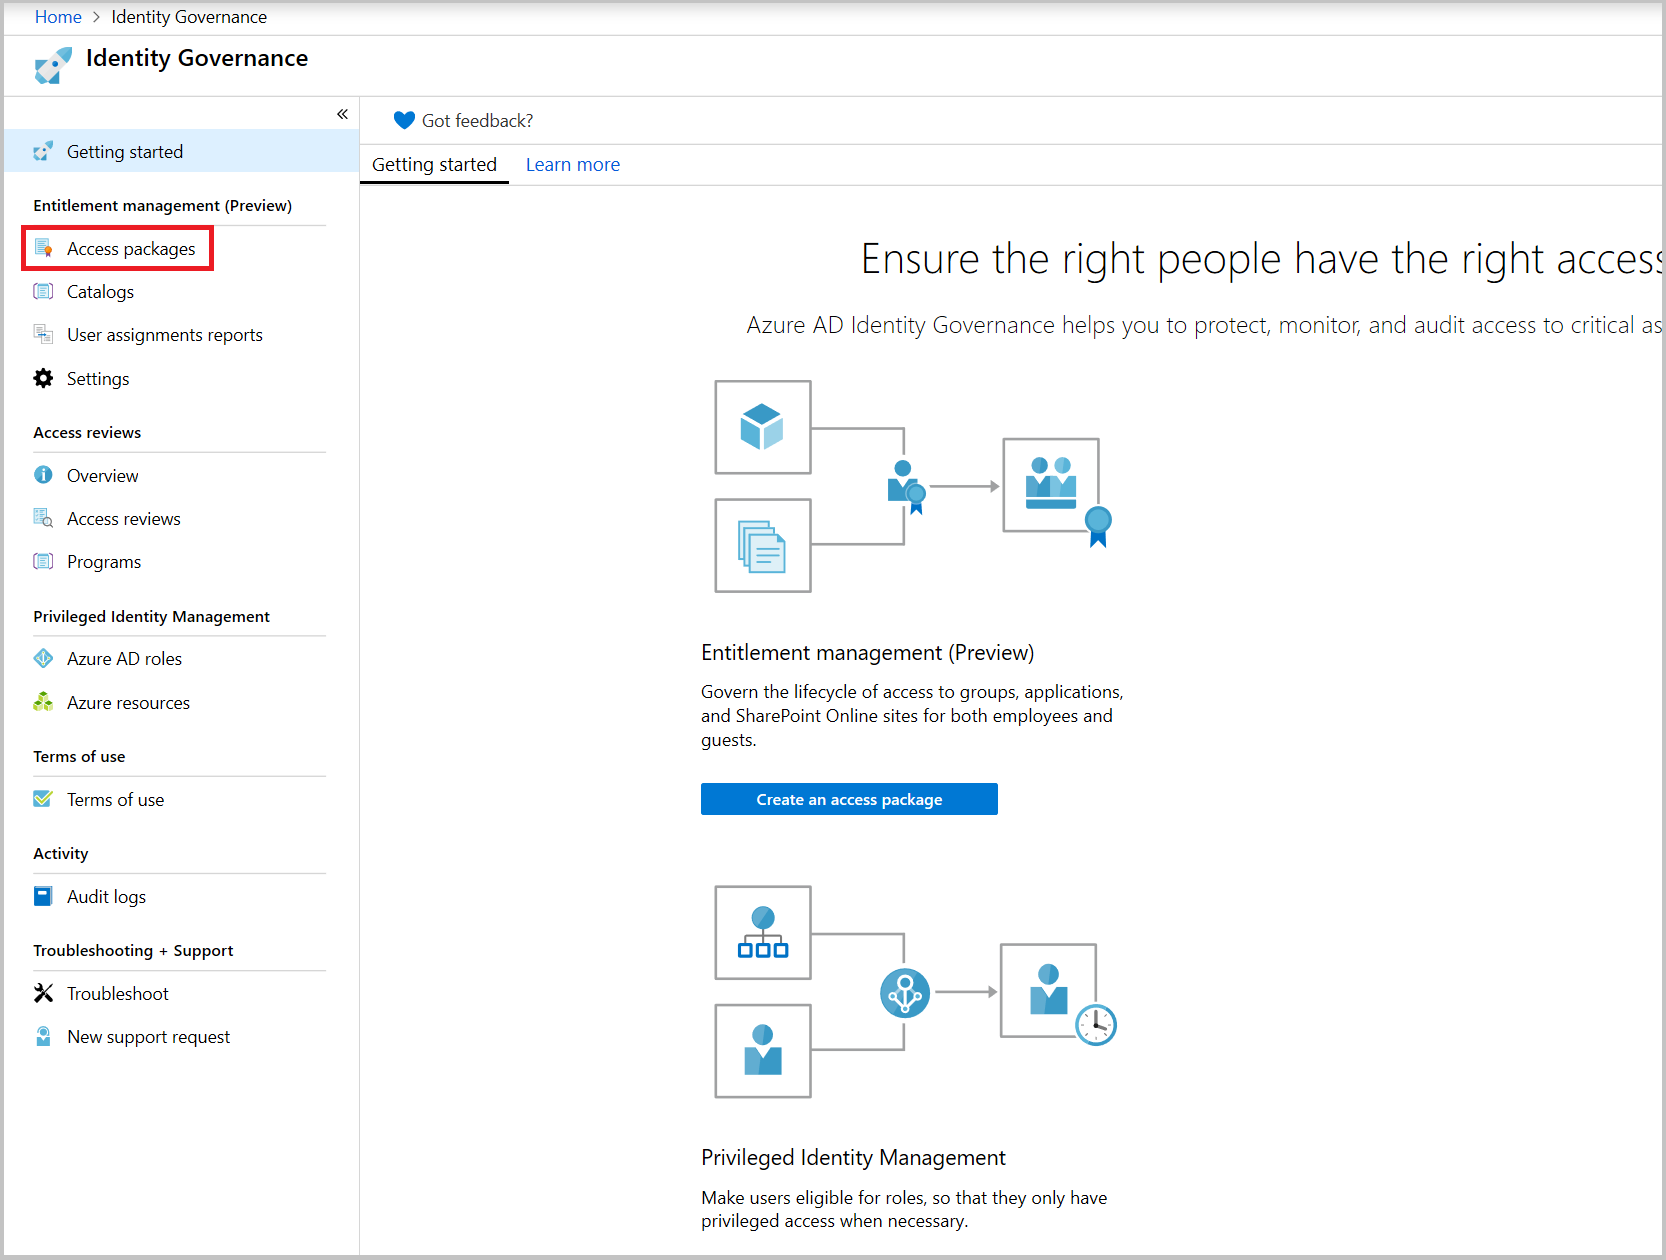 Home > Identity Governance
Identity Governance
«
Getting started
Entitlement management (Preview)
Access packages
Catalogs
User assignments reports
Settings
Access reviews
Overview
Access reviews
Programs
Privileged Identity Management
Azure AD roles
Azure resources
Terms of use
Terms of use
Activity
Audit logs
Troubleshooting + Support
Troubleshoot
New support request
Got feedback?
Getting started
Learn more
Ensure the right people have the right access
Azure AD Identity Governance helps you to protect, monitor, and audit access to critical as
Entitlement management (Preview)
Govern the lifecycle of access to groups, applications,
and SharePoint Online sites for both employees and
guests.
Create an access package
Privileged Identity Management
Make users eligible for roles, so that they only have
privileged access when necessary.